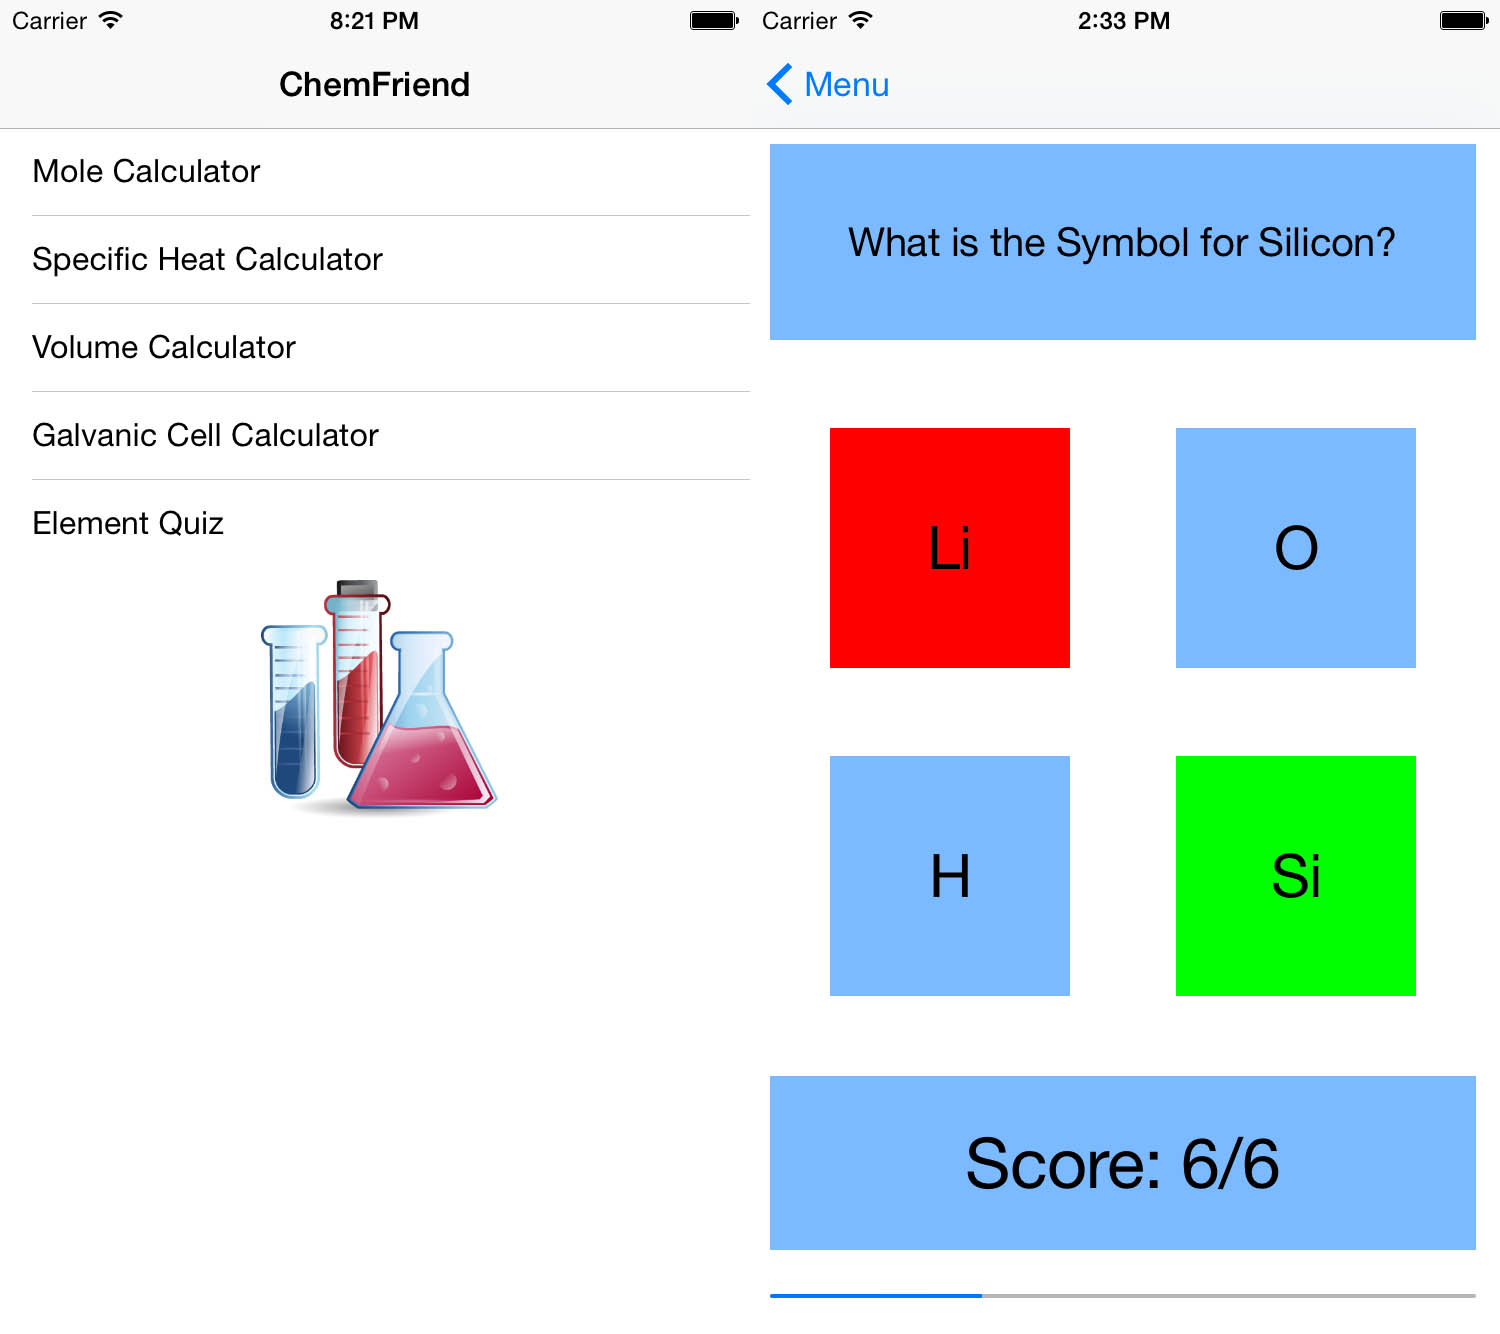 Carrier 8:21 PM
ChemFriend
Mole Calculator
Specific Heat Calculator
Volume Calculator
Galvanic Cell Calculator
Element Quiz
Carrier 2:33 PM
Menu
What is the Symbol for Silicon?
Li O
H Si
Score: 6/6